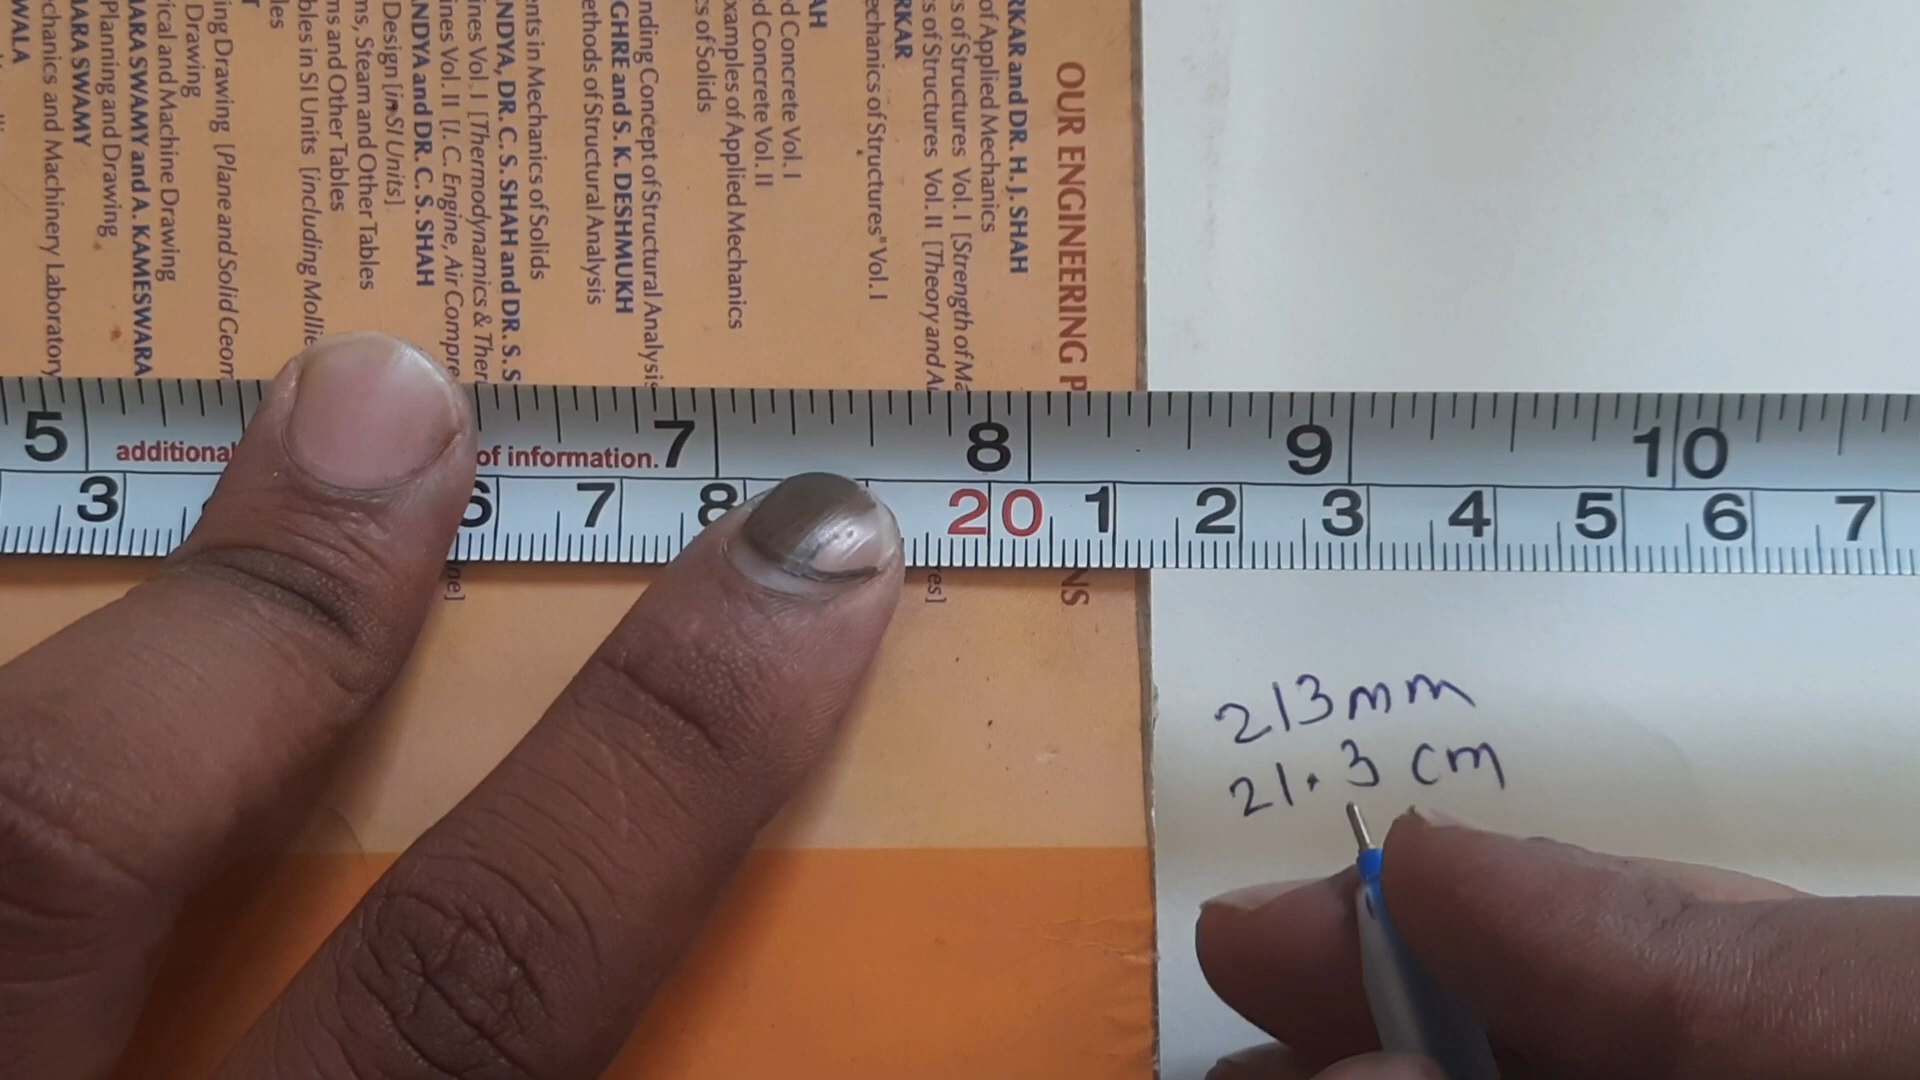 OUR ENGINEERING P
NS
RKAR and DR. H. J. SHAH
of Applied Mechanics
s of Structures Vol. I [Strength of Ma
s of Structures Vol. II [Theory and A
es]
RKAR
echanics of Structures Vol. I
AH
d Concrete Vol. I
d Concrete Vol. II
xamples of Applied Mechanics
s of Solids
nding Concept of Structural Analysis
GHRE and S. K. DESHMUKH
ethods of Structural Analysis
ents in Mechanics of Solids
NDYA, DR. C. S. SHAH and DR. S. S
ines Vol. I [Thermodynamics & Ther
ines Vol. II [I. C. Engine, Air Compre
ne]
ANDYA and DR. C. S. SHAH
Design [in SI Units]
ns, Steam and Other Tables
ms and Other Tables
bles in SI Units [including Mollie
les
T
ing Drawing [Plane and Solid Geom
Drawing
ical and Machine Drawing
ARA SWAMY and A. KAMESWARA
Planning and Drawing
ARA SWAMY
echanics and Machinery Laboratory
WALA
5 7 8 9 10
additional of information.
3 6 7 8 20 1 2 3 4 5 6 7
213mm
21.3 cm